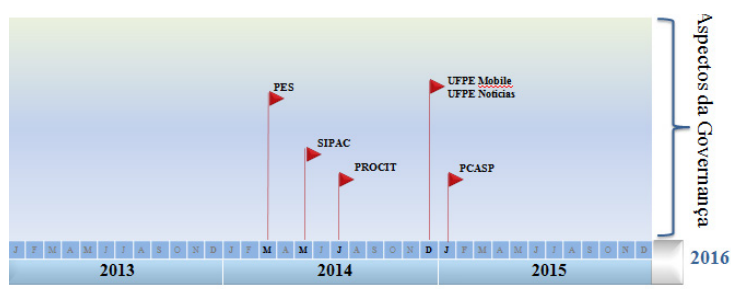 PES
UFPE Mobile
UFPE Notícias
SIPAC
PROCIT
PCASP
Aspectos da Governança
J F M A M J J A S O N D J F M A M J J A S O N D J F M A M J J A S O N D
2013 2014 2015 2016